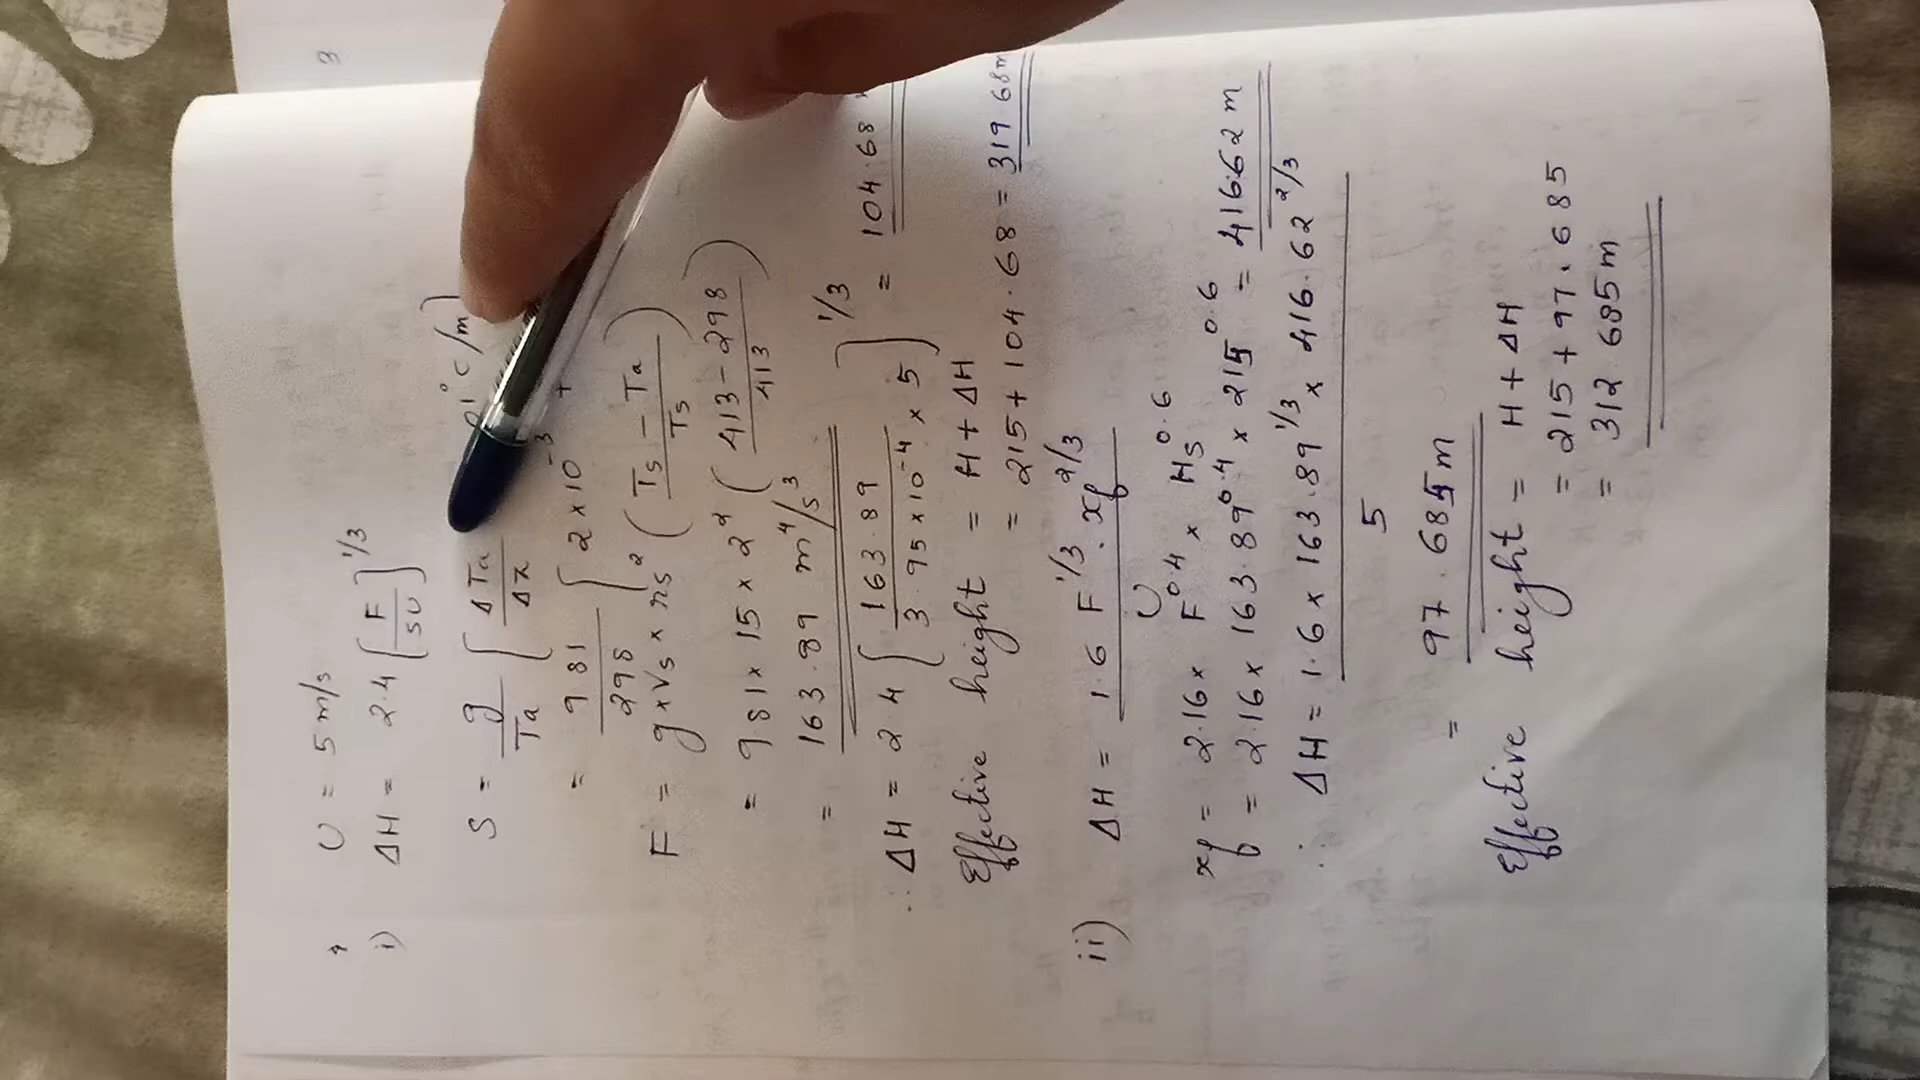 U = 5 m/s
i) ΔH = 2.4 [F/SU]^1/3
S = g/Ta [ΔTa/Δz 01°C/m]
= 9.81/298 [2 × 10^-3 +
F = g × Vs × rs^2 (Ts - Ta/Ts)
= 9.81 × 15 × 2^2 (413 - 298/413)
= 163.89 m^4/s^3
∴ ΔH = 2.4 [163.89/3.95 × 10^-4 × 5]^1/3 = 104.68
Effective height = H + ΔH
= 215 + 104.68 = 319.68m
ii) ΔH = 1.6 F^1/3 . xf^2/3/U
xf = 2.16 × F^0.4 × Hs^0.6
= 2.16 × 163.89^0.4 × 215^0.6 = 416.62 m
∴ ΔH = 1.6 × 163.89^1/3 × 416.62^2/3/5
= 97.685m
Effective height = H + ΔH
= 215 + 97.685
= 312.685m